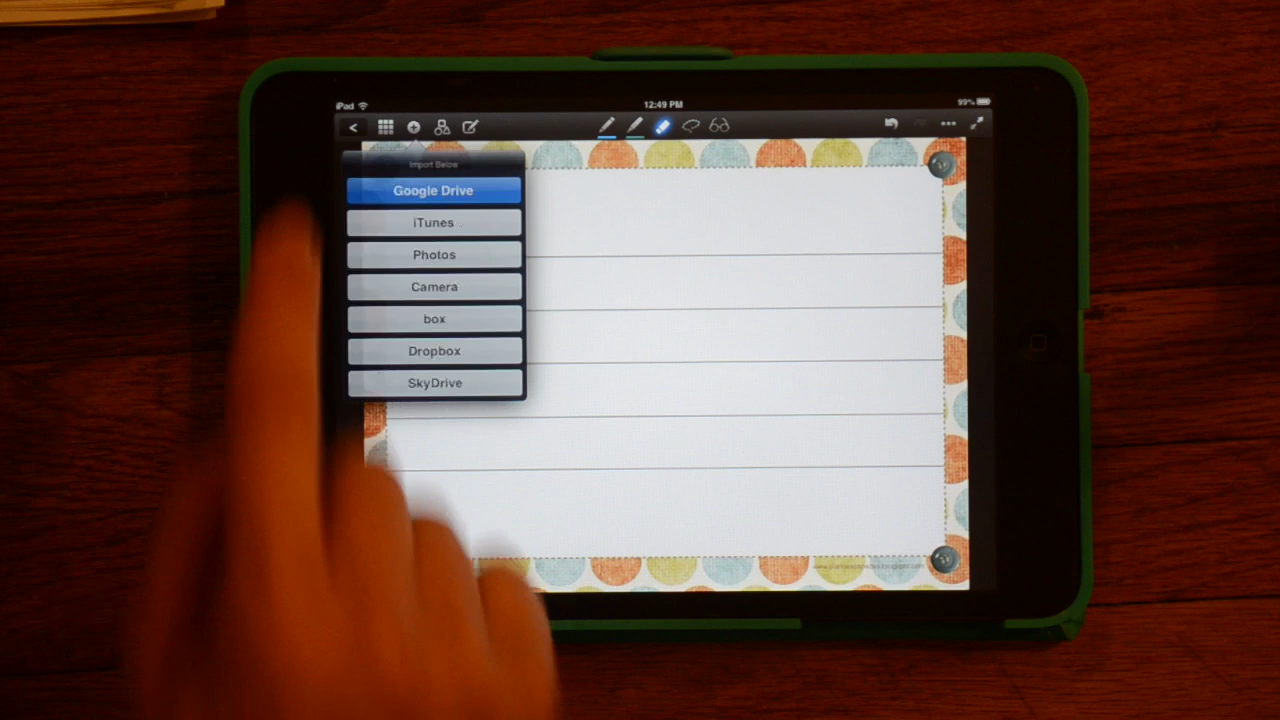 iPad
12:49 PM
99%
Import Below
Google Drive
iTunes
Photos
Camera
box
Dropbox
SkyDrive